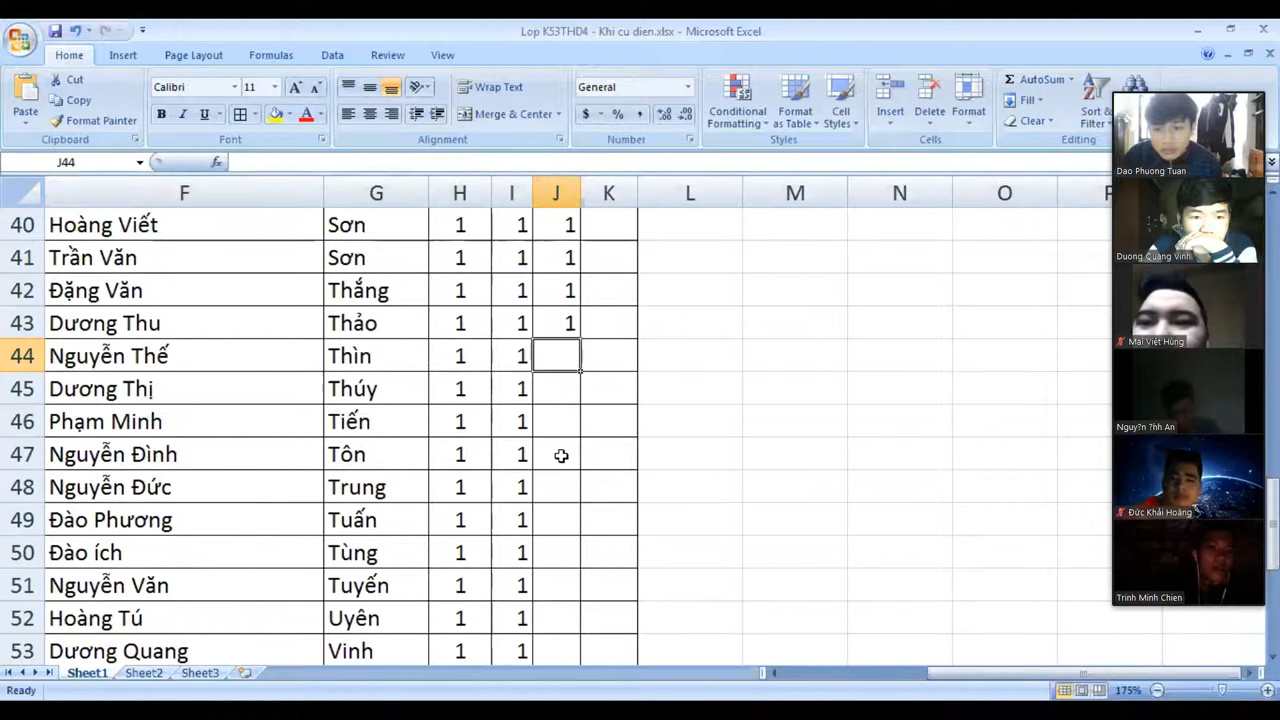 Lop K53THD4 - Khi cu dien.xlsx - Microsoft Excel
Home Insert Page Layout Formulas Data Review View
Paste
Cut
Copy
Format Painter
Clipboard
Calibri 11
B I U
Font
Wrap Text
Merge & Center
Alignment
General
$ % ,
Number
Conditional Formatting
Format as Table
Cell Styles
Styles
Insert Delete Format
Cells
AutoSum
Fill
Clear
Sort & Filter
Editing
J44 fx
F G H I J K L M N O
40 Hoàng Viết Sơn 1 1 1
41 Trần Văn Sơn 1 1 1
42 Đặng Văn Thắng 1 1 1
43 Dương Thu Thảo 1 1 1
44 Nguyễn Thế Thìn 1 1
45 Dương Thị Thúy 1 1
46 Phạm Minh Tiến 1 1
47 Nguyễn Đình Tôn 1 1
48 Nguyễn Đức Trung 1 1
49 Đào Phương Tuấn 1 1
50 Đào ích Tùng 1 1
51 Nguyễn Văn Tuyến 1 1
52 Hoàng Tú Uyên 1 1
53 Dương Quang Vinh 1 1
Sheet1 Sheet2 Sheet3
Ready 175%
Dao Phuong Tuan
Duong Quang Vinh
Mai Việt Hùng
Nguy?n ?nh An
Đức Khải Hoàng
Trinh Minh Chien